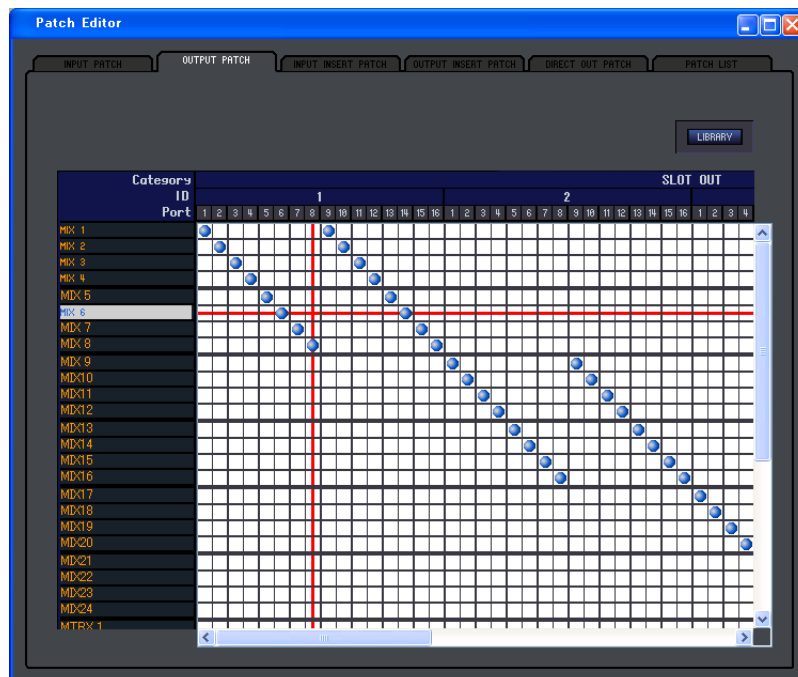 Patch Editor
INPUT PATCH OUTPUT PATCH INPUT INSERT PATCH OUTPUT INSERT PATCH DIRECT OUT PATCH PATCH LIST
LIBRARY
Category SLOT OUT
ID 1 2
Port 1 2 3 4 5 6 7 8 9 10 11 12 13 14 15 16 1 2 3 4 5 6 7 8 9 10 11 12 13 14 15 16 1 2 3 4
MIX 1
MIX 2
MIX 3
MIX 4
MIX 5
MIX 6
MIX 7
MIX 8
MIX 9
MIX10
MIX11
MIX12
MIX13
MIX14
MIX15
MIX16
MIX17
MIX18
MIX19
MIX20
MIX21
MIX22
MIX23
MIX24
MTRX 1